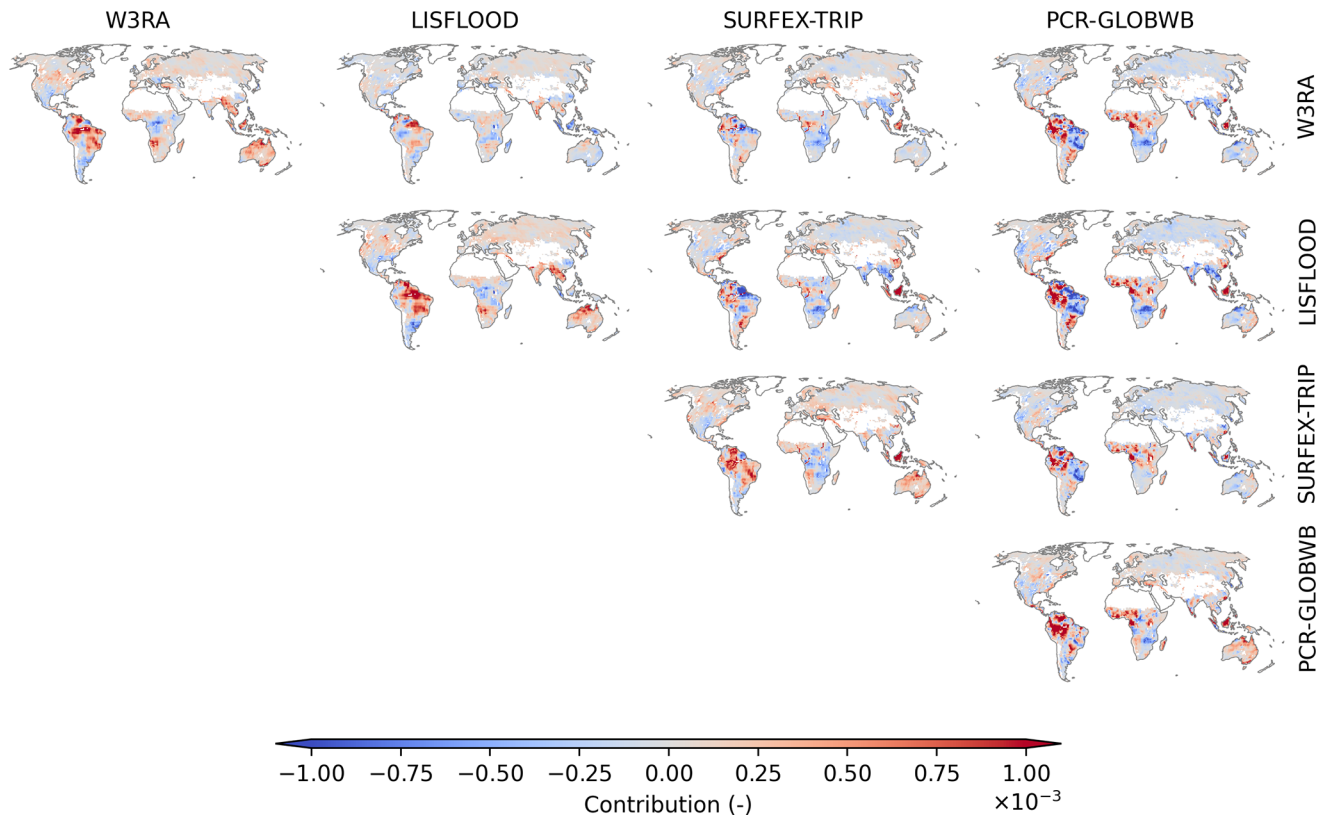 W3RA
LISFLOOD
SURFEX-TRIP
PCR-GLOBWB
W3RA
LISFLOOD
SURFEX-TRIP
PCR-GLOBWB
−1.00 −0.75 −0.50 −0.25 0.00 0.25 0.50 0.75 1.00
Contribution (-)
×10⁻³